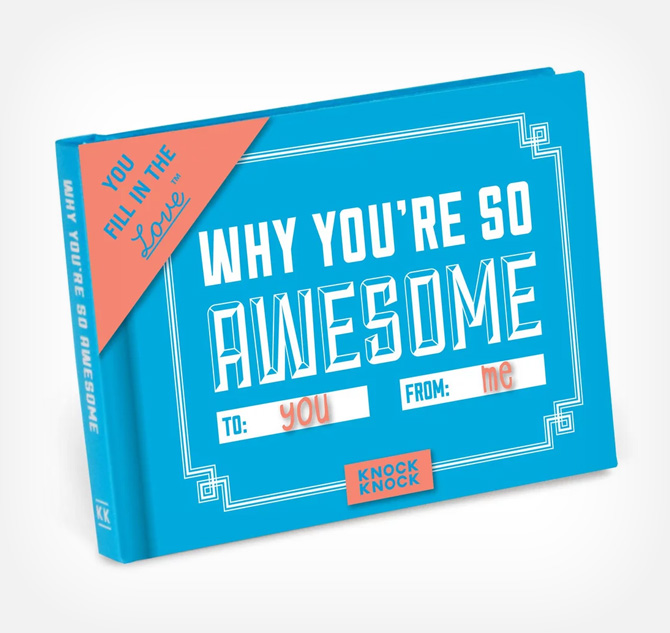 YOU
FILL IN THE
Love™
WHY YOU'RE SO
AWESOME
TO: you
FROM: me
KNOCK
KNOCK
WHY YOU'RE SO AWESOME
KK